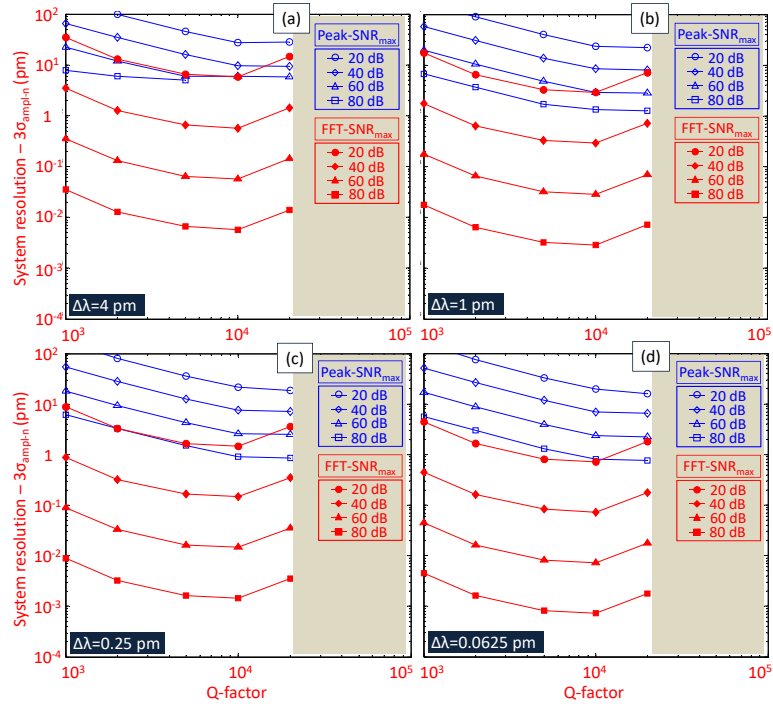 (a)
Peak-SNRmax
20 dB
40 dB
60 dB
80 dB
FFT-SNRmax
20 dB
40 dB
60 dB
80 dB
Δλ=4 pm
System resolution – 3σampl-n (pm)
10²
10¹
1
10⁻¹
10⁻²
10⁻³
10⁻⁴
10³
10⁴
10⁵
(b)
Peak-SNRmax
20 dB
40 dB
60 dB
80 dB
FFT-SNRmax
20 dB
40 dB
60 dB
80 dB
Δλ=1 pm
10³
10⁴
10⁵
(c)
Peak-SNRmax
20 dB
40 dB
60 dB
80 dB
FFT-SNRmax
20 dB
40 dB
60 dB
80 dB
Δλ=0.25 pm
System resolution – 3σampl-n (pm)
10²
10¹
1
10⁻¹
10⁻²
10⁻³
10⁻⁴
10³
10⁴
10⁵
Q-factor
(d)
Peak-SNRmax
20 dB
40 dB
60 dB
80 dB
FFT-SNRmax
20 dB
40 dB
60 dB
80 dB
Δλ=0.0625 pm
10³
10⁴
10⁵
Q-factor